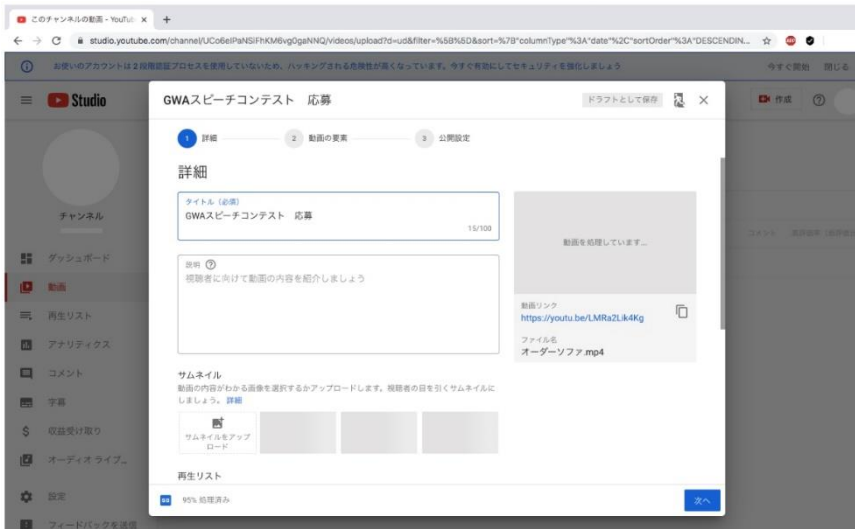 このチャンネルの動画 - YouTub
studio.youtube.com/channel/UCo6elPaNSiFhKM6vg0gaNNQ/videos/upload?d=ud&filter=%5B%5D&sort=%7B"columnType"%3A"date"%2C"sortOrder"%3A"DESCENDIN...
お使いのアカウントは2段階認証プロセスを使用していないため、ハッキングされる危険性が高くなっています。今すぐ有効にしてセキュリティを強化しましょう
今すぐ開始 閉じる
Studio
作成
GWAスピーチコンテスト 応募
ドラフトとして保存
1 詳細
2 動画の要素
3 公開設定
詳細
タイトル（必須）
GWAスピーチコンテスト 応募
15/100
説明
視聴者に向けて動画の内容を紹介しましょう
動画を処理しています...
動画リンク
https://youtu.be/LMRa2Lik4Kg
ファイル名
オーダーソファ.mp4
サムネイル
動画の内容がわかる画像を選択するかアップロードします。視聴者の目を引くサムネイルに
しましょう。 詳細
サムネイルをアップ
ロード
再生リスト
95% 処理済み
次へ
チャンネル
ダッシュボード
動画
再生リスト
アナリティクス
コメント
字幕
収益受け取り
オーディオ ライブ...
設定
フィードバックを送信
コメント